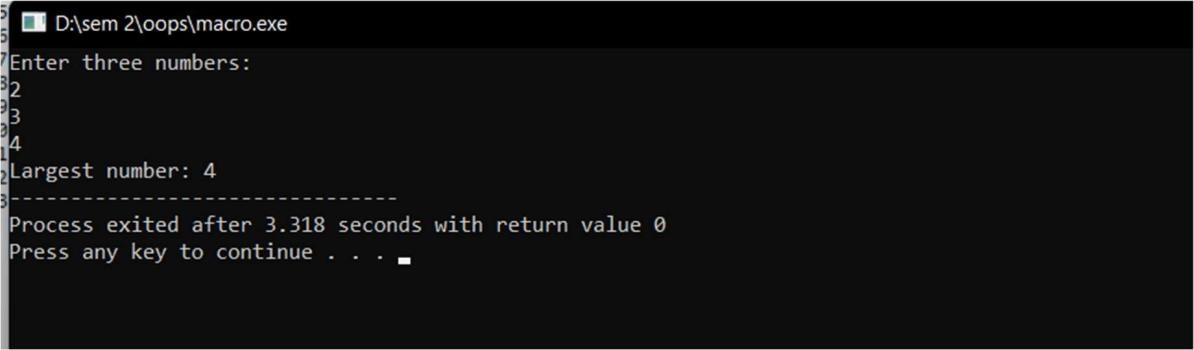 D:\sem 2\oops\macro.exe
Enter three numbers:
2
3
4
Largest number: 4
--------------------------------
Process exited after 3.318 seconds with return value 0
Press any key to continue . . .